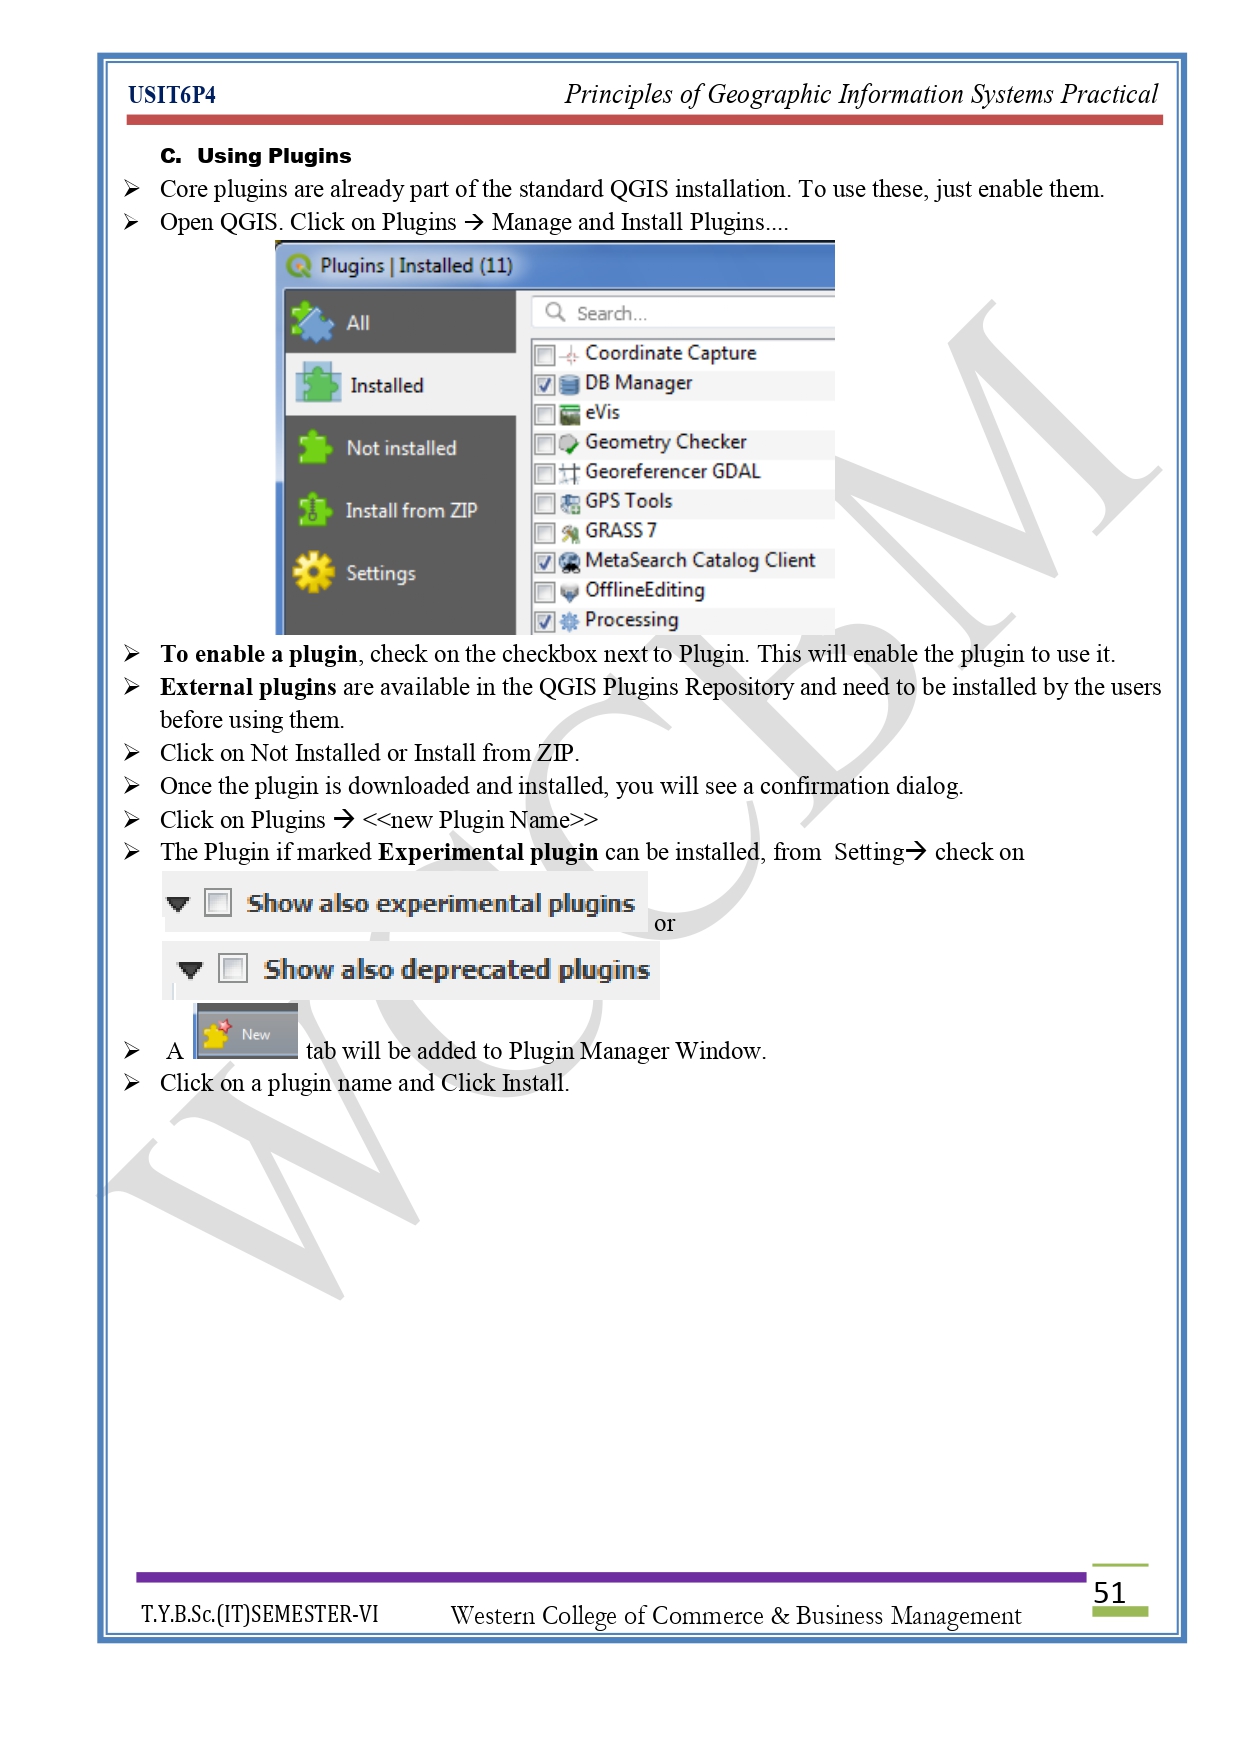 USIT6P4 Principles of Geographic Information Systems Practical
C. Using Plugins
➢ Core plugins are already part of the standard QGIS installation. To use these, just enable them.
➢ Open QGIS. Click on Plugins → Manage and Install Plugins....
Plugins | Installed (11)
All
Installed
Not installed
Install from ZIP
Settings
Search...
Coordinate Capture
DB Manager
eVis
Geometry Checker
Georeferencer GDAL
GPS Tools
GRASS 7
MetaSearch Catalog Client
OfflineEditing
Processing
➢ To enable a plugin, check on the checkbox next to Plugin. This will enable the plugin to use it.
➢ External plugins are available in the QGIS Plugins Repository and need to be installed by the users
before using them.
➢ Click on Not Installed or Install from ZIP.
➢ Once the plugin is downloaded and installed, you will see a confirmation dialog.
➢ Click on Plugins → <<new Plugin Name>>
➢ The Plugin if marked Experimental plugin can be installed, from Setting→ check on
Show also experimental plugins or
Show also deprecated plugins
➢ A New tab will be added to Plugin Manager Window.
➢ Click on a plugin name and Click Install.
WCCBM
51
T.Y.B.Sc.(IT)SEMESTER-VI Western College of Commerce & Business Management